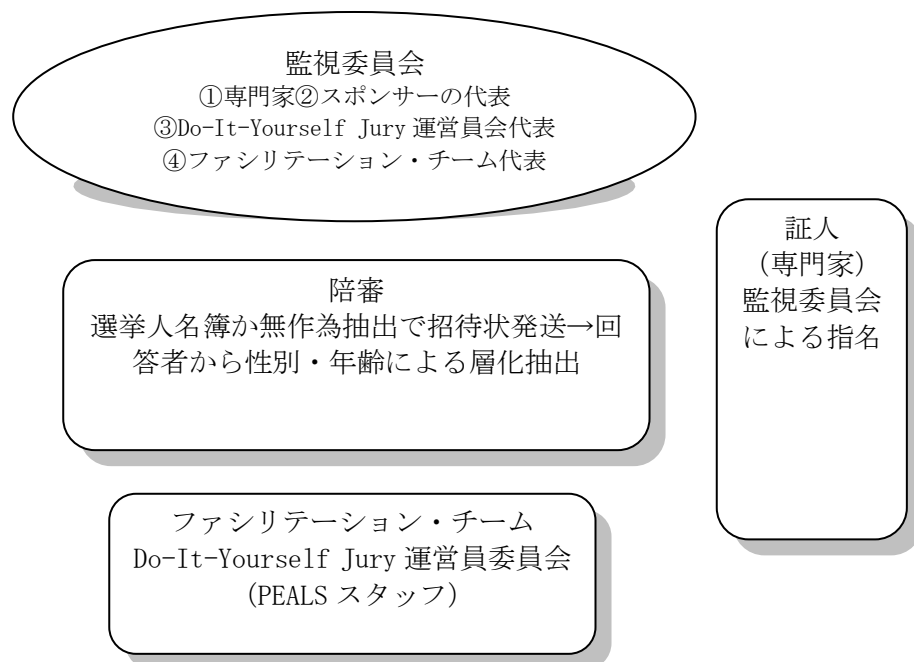 監視委員会
①専門家②スポンサーの代表
③Do-It-Yourself Jury 運営員会代表
④ファシリテーション・チーム代表
陪審
選挙人名簿か無作為抽出で招待状発送→回
答者から性別・年齢による層化抽出
証人
(専門家)
監視委員会
による指名
ファシリテーション・チーム
Do-It-Yourself Jury 運営員委員会
(PEALS スタッフ)